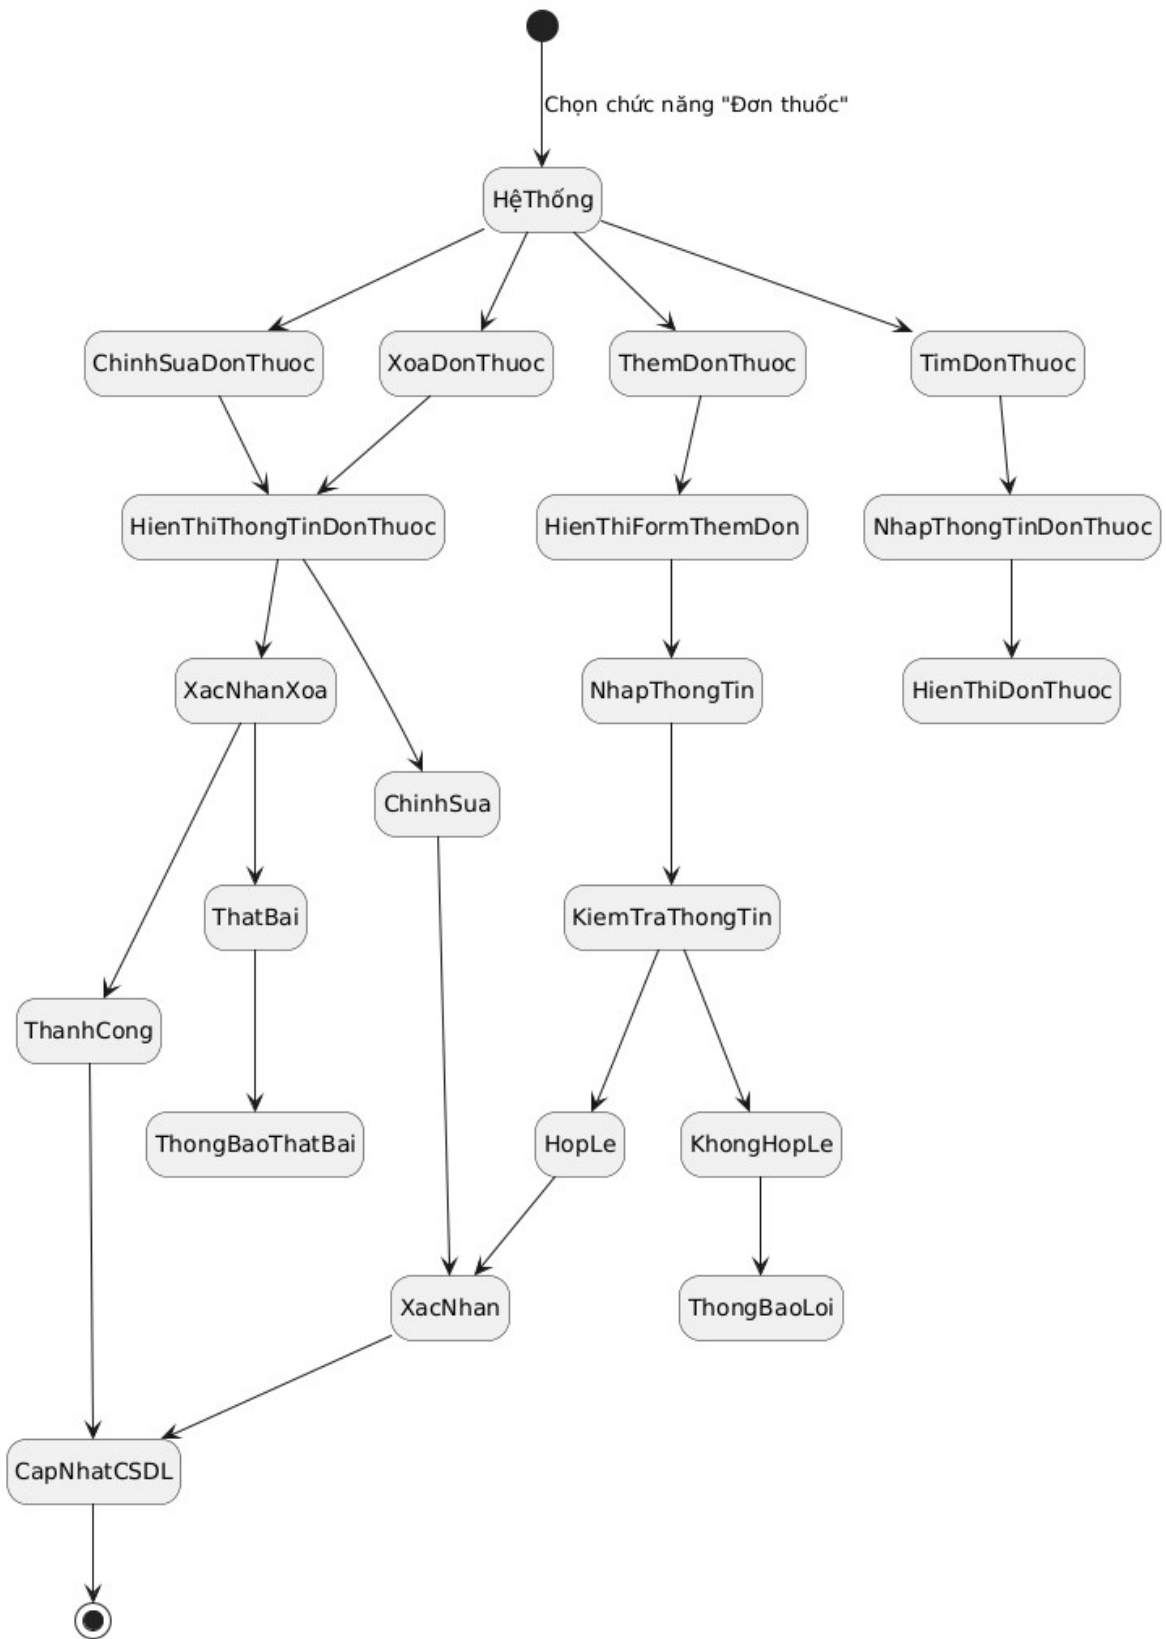 Chọn chức năng "Đơn thuốc"
HệThống
ChinhSuaDonThuoc
XoaDonThuoc
ThemDonThuoc
TimDonThuoc
HienThiThongTinDonThuoc
HienThiFormThemDon
NhapThongTinDonThuoc
XacNhanXoa
NhapThongTin
HienThiDonThuoc
ChinhSua
ThatBai
KiemTraThongTin
ThanhCong
ThongBaoThatBai
HopLe
KhongHopLe
XacNhan
ThongBaoLoi
CapNhatCSDL